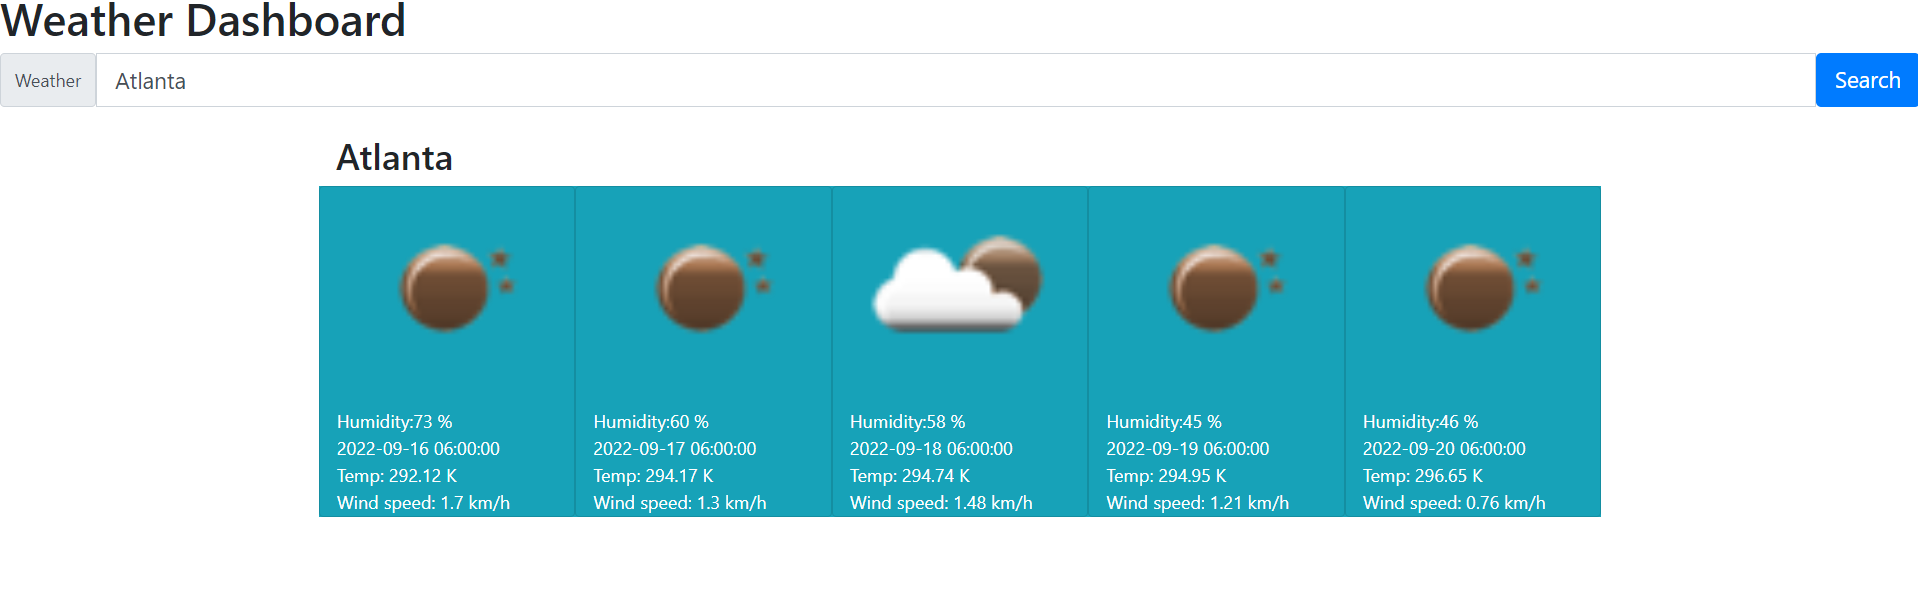 Weather Dashboard
Weather
Atlanta
Search
Atlanta
Humidity:73 %
2022-09-16 06:00:00
Temp: 292.12 K
Wind speed: 1.7 km/h
Humidity:60 %
2022-09-17 06:00:00
Temp: 294.17 K
Wind speed: 1.3 km/h
Humidity:58 %
2022-09-18 06:00:00
Temp: 294.74 K
Wind speed: 1.48 km/h
Humidity:45 %
2022-09-19 06:00:00
Temp: 294.95 K
Wind speed: 1.21 km/h
Humidity:46 %
2022-09-20 06:00:00
Temp: 296.65 K
Wind speed: 0.76 km/h